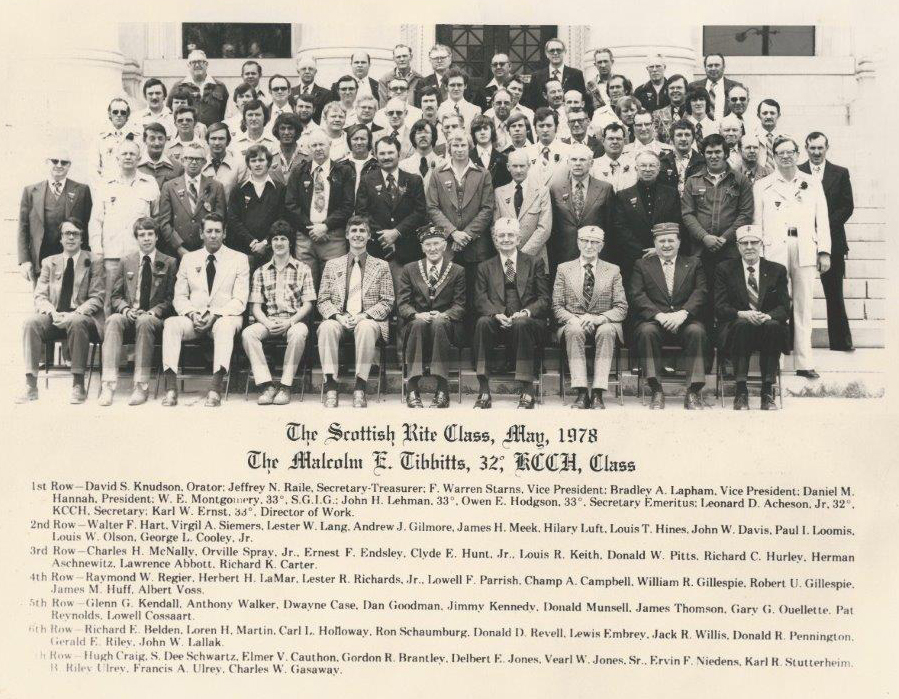 The Scottish Rite Class, May, 1978
The Malcolm E. Tibbitts, 32°, KCCH, Class
1st Row—David S. Knudson, Orator; Jeffrey N. Raile, Secretary-Treasurer; F. Warren Starns, Vice President; Bradley A. Lapham, Vice President; Daniel M.
Hannah, President; W. E. Montgomery, 33°, S.G.I.G.; John H. Lehman, 33°, Owen E. Hodgson, 33°, Secretary Emeritus; Leonard D. Acheson, Jr, 32°,
KCCH, Secretary; Karl W. Ernst, 33°, Director of Work.
2nd Row—Walter F. Hart, Virgil A. Siemers, Lester W. Lang, Andrew J. Gilmore, James H. Meek, Hilary Luft, Louis T. Hines, John W. Davis, Paul I. Loomis,
Louis W. Olson, George L. Cooley, Jr.
3rd Row—Charles H. McNally, Orville Spray, Jr., Ernest F. Endsley, Clyde E. Hunt, Jr., Louis R. Keith, Donald W. Pitts, Richard C. Hurley, Herman
Aschnewitz, Lawrence Abbott, Richard K. Carter.
4th Row—Raymond W. Regier, Herbert H. LaMar, Lester R. Richards, Jr., Lowell F. Parrish, Champ A. Campbell, William R. Gillespie, Robert U. Gillespie,
James M. Huff, Albert Voss.
5th Row—Glenn G. Kendall, Anthony Walker, Dwayne Case, Dan Goodman, Jimmy Kennedy, Donald Munsell, James Thomson, Gary G. Ouellette, Pat
Reynolds, Lowell Cossaart.
6th Row—Richard E. Belden, Loren H. Martin, Carl L. Holloway, Ron Schaumburg, Donald D. Revell, Lewis Embrey, Jack R. Willis, Donald R. Pennington,
Gerald E. Riley, John W. Lallak.
Row—Hugh Craig, S. Dee Schwartz, Elmer V. Cauthon, Gordon R. Brantley, Delbert E. Jones, Vearl W. Jones, Sr., Ervin F. Niedens, Karl R. Stutterheim,
B. Riley Ulrey, Francis A. Ulrey, Charles W. Gasaway.